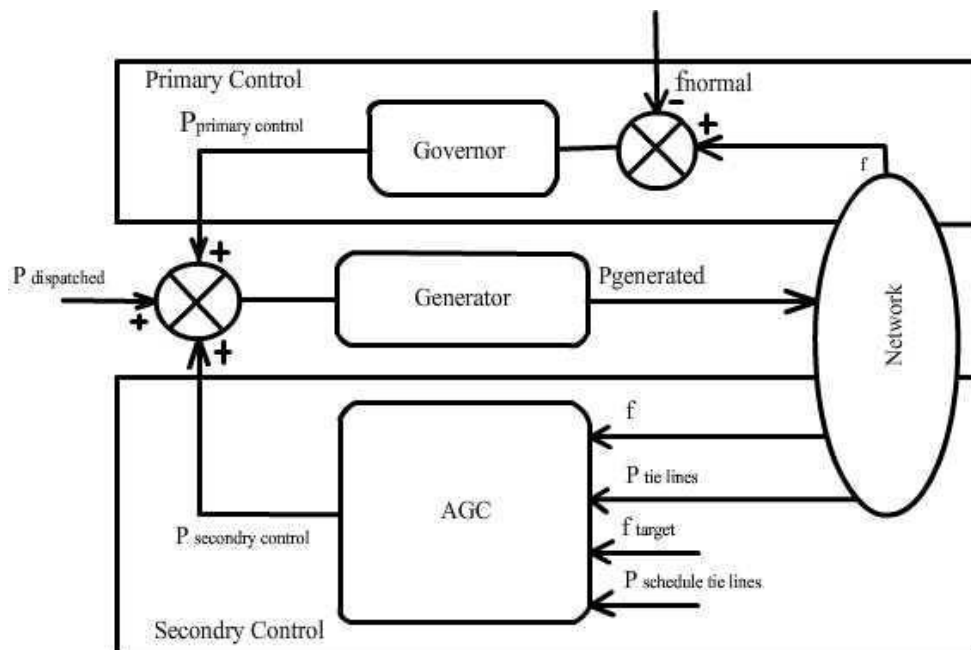 Primary Control
fnormal
-
+
P primary control
Governor
f
+
P dispatched
+
Generator
Pgenerated
Network
+
f
P tie lines
AGC
P secondry control
f target
P schedule tie lines
Secondry Control